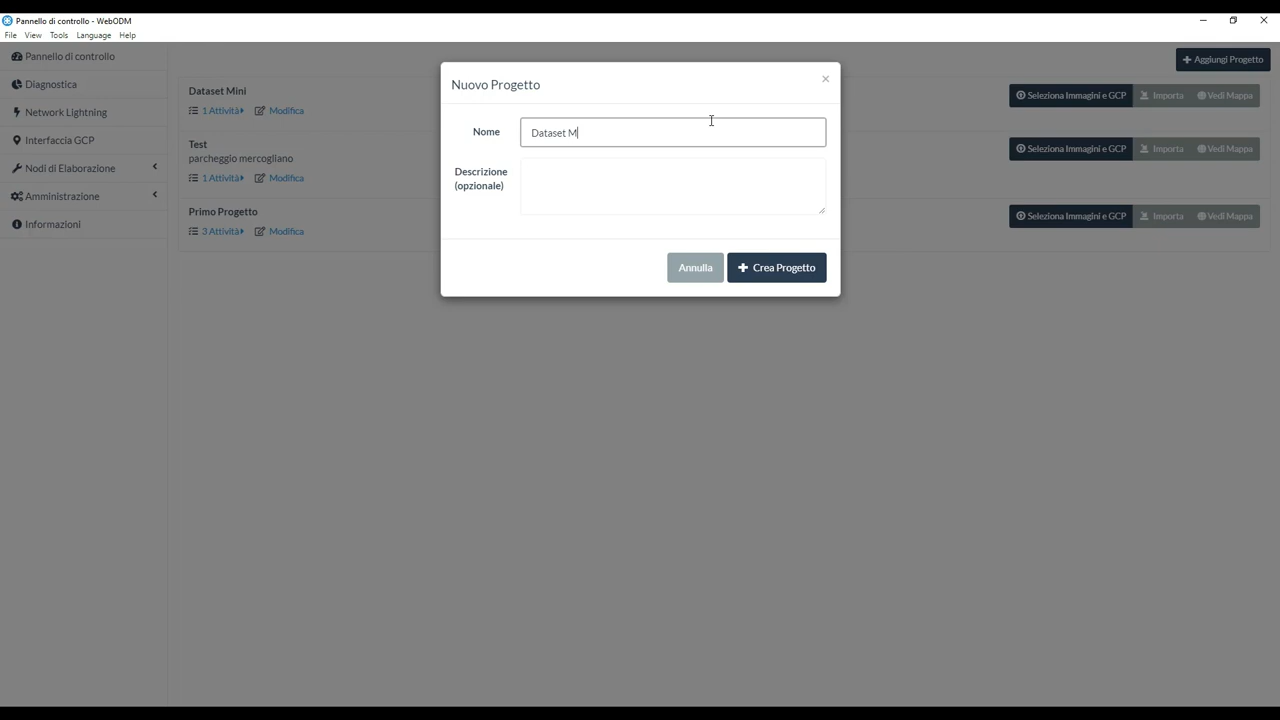 Pannello di controllo - WebODM
File View Tools Language Help
Pannello di controllo
Diagnostica
Network Lightning
Interfaccia GCP
Nodi di Elaborazione
Amministrazione
Informazioni
Aggiungi Progetto
Dataset Mini
1 Attività Modifica
Seleziona Immagini e GCP Importa Vedi Mappa
Test
parcheggio mercogliano
1 Attività Modifica
Seleziona Immagini e GCP Importa Vedi Mappa
Primo Progetto
3 Attività Modifica
Seleziona Immagini e GCP Importa Vedi Mappa
Nuovo Progetto
Nome Dataset M
Descrizione
(opzionale)
Annulla Crea Progetto